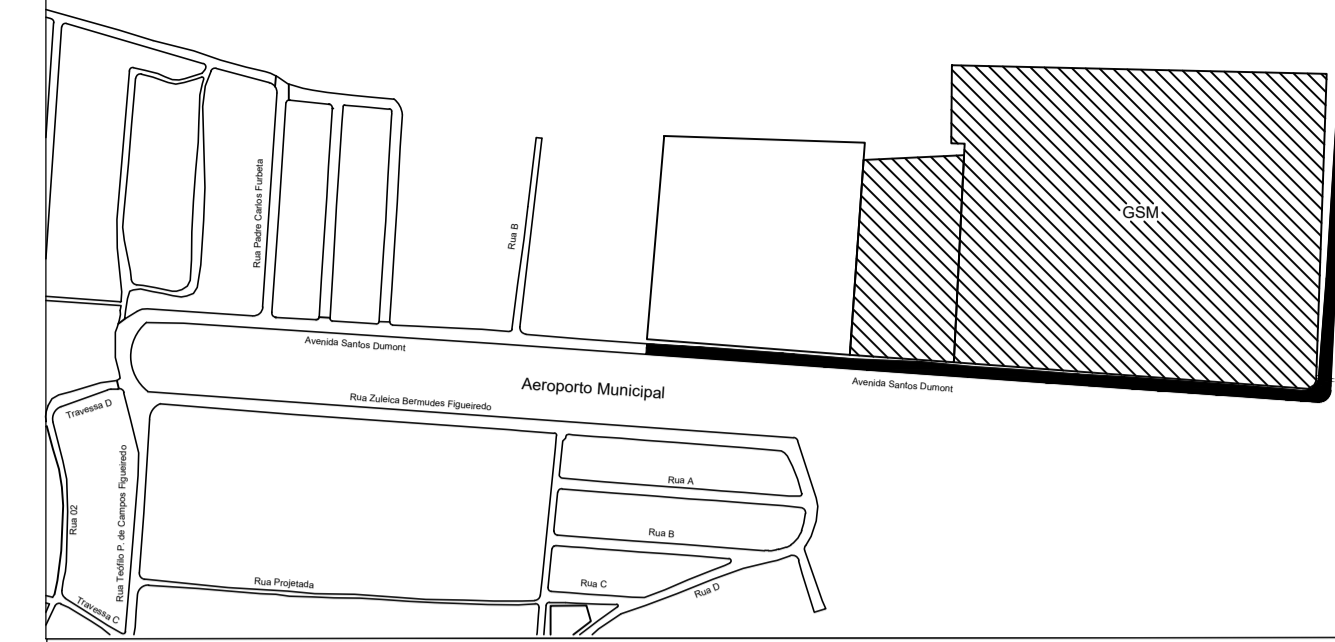 Rua Padre Carlos Furbeta
Rua B
GSM
Avenida Santos Dumont
Avenida Santos Dumont
Aeroporto Municipal
Rua Zuleica Bermudes Figueiredo
Travessa D
Rua 02
Rua Teófilo P. de Campos Figueiredo
Rua A
Rua B
Rua C
Rua D
Rua Projetada
Travessa C